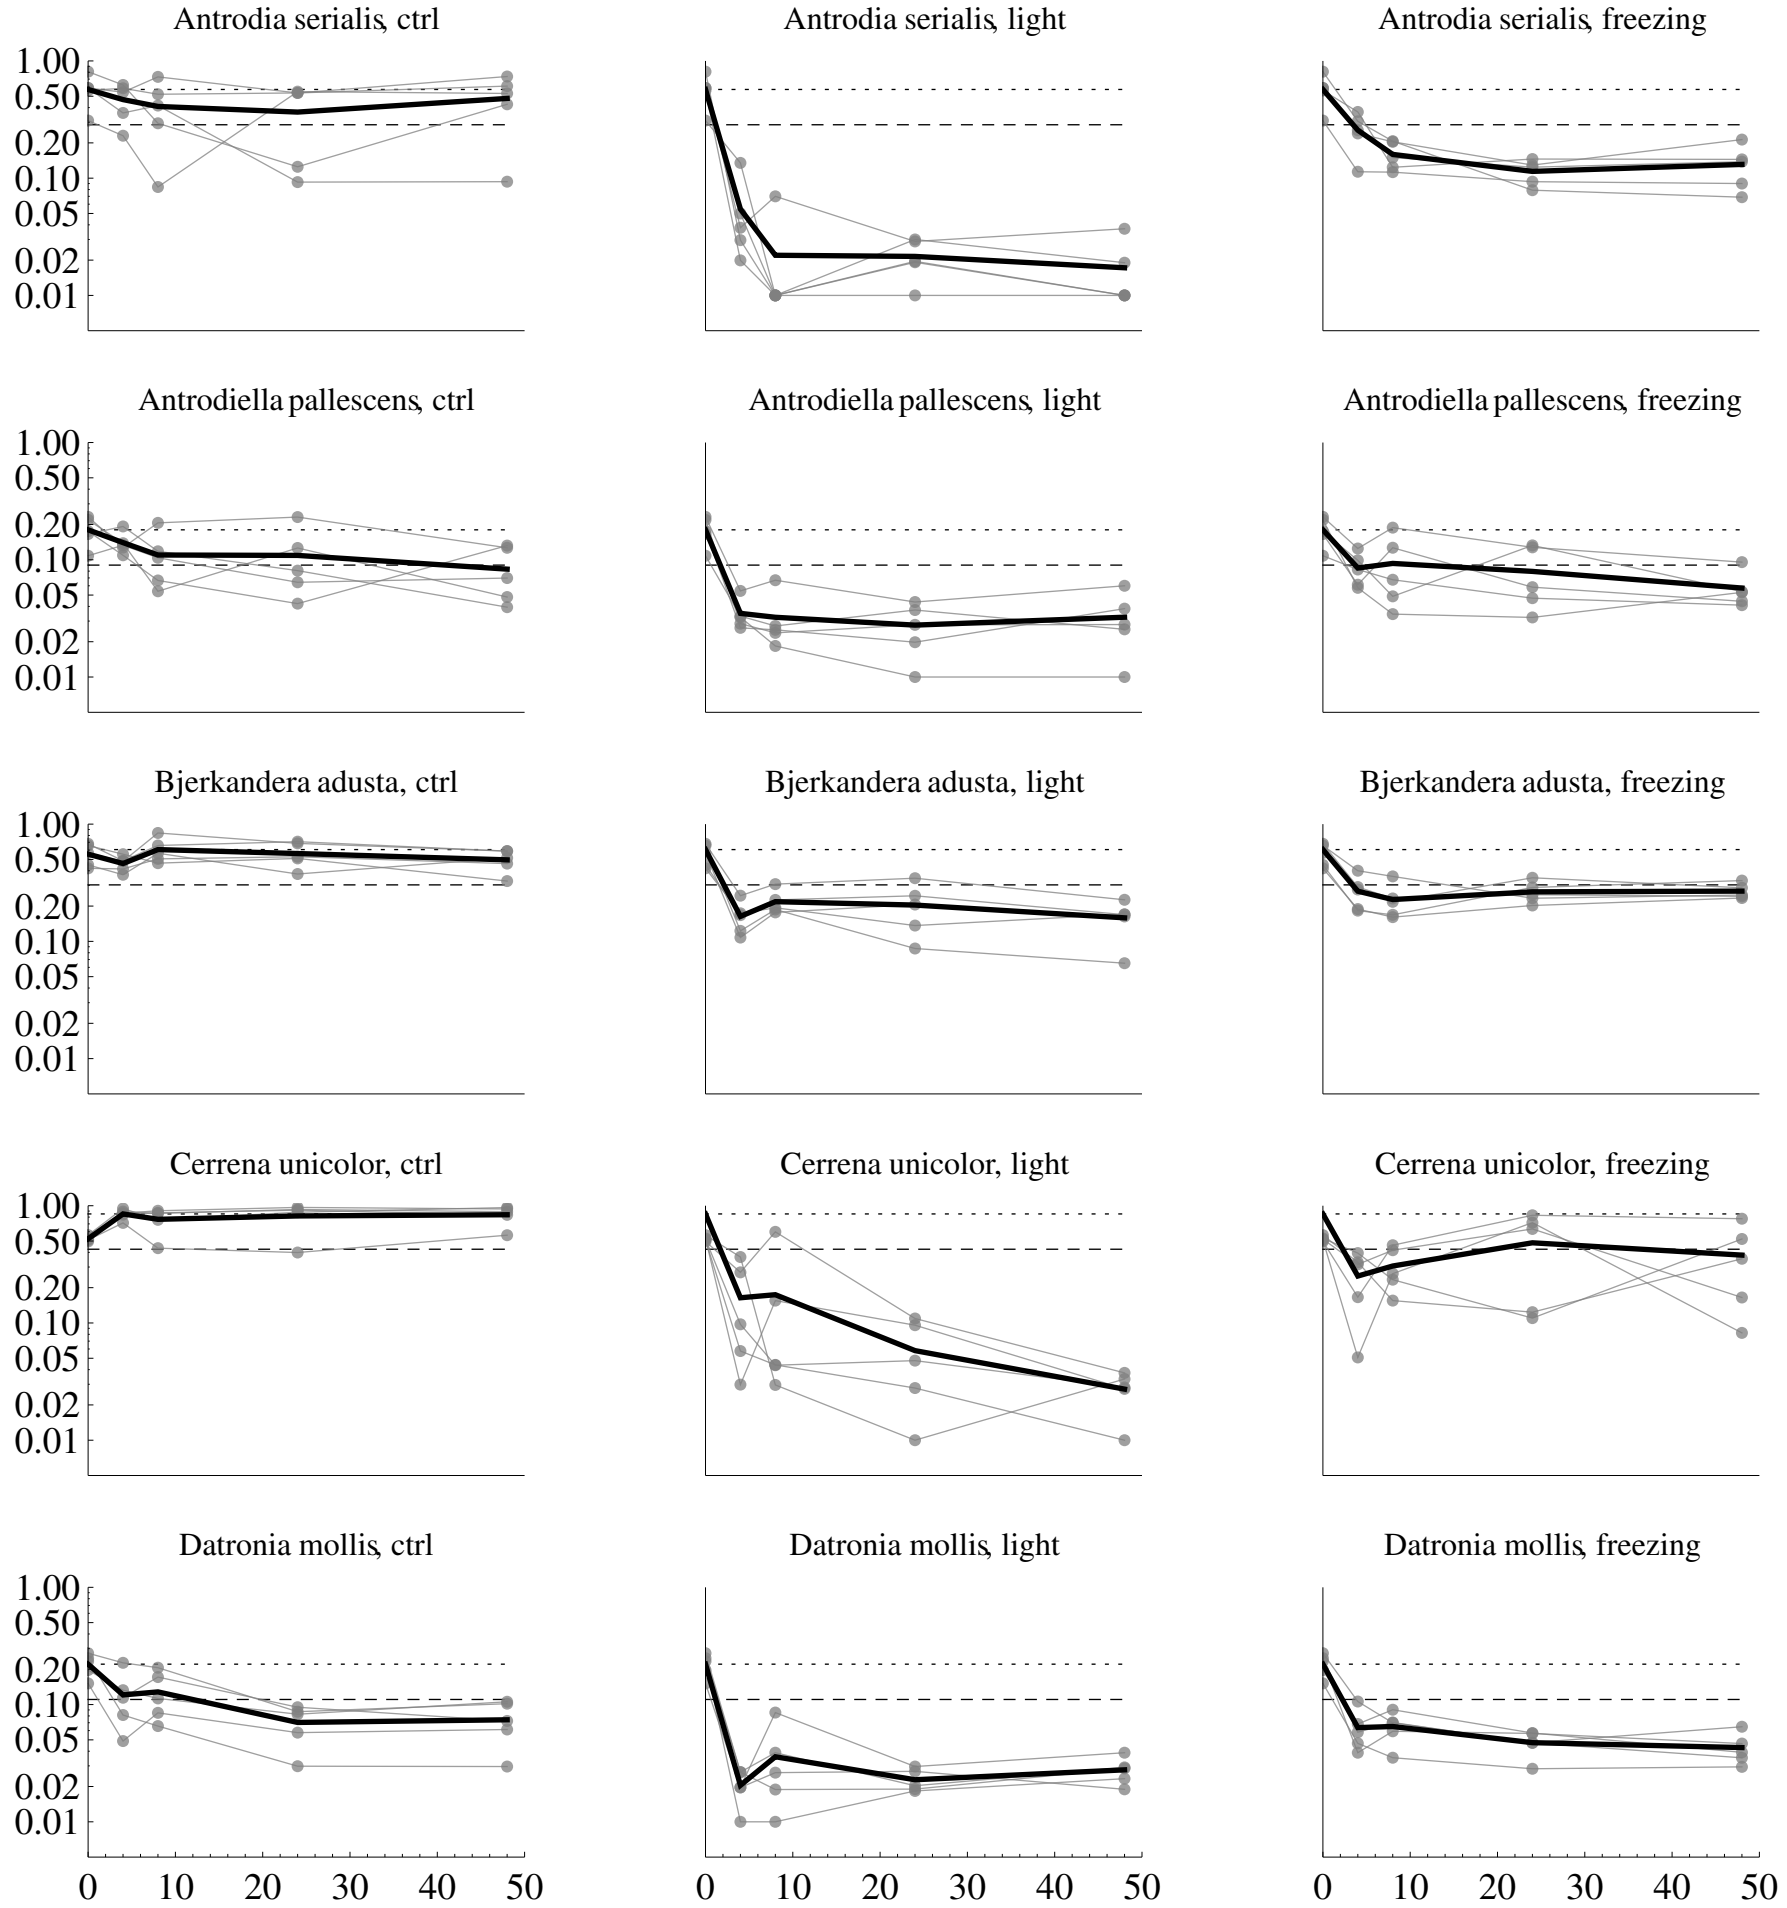 Antrodia serialis, ctrl
Antrodia serialis, light
Antrodia serialis, freezing
1.00
0.50
0.20
0.10
0.05
0.02
0.01
Antrodiella pallescens, ctrl
Antrodiella pallescens, light
Antrodiella pallescens, freezing
1.00
0.50
0.20
0.10
0.05
0.02
0.01
Bjerkandera adusta, ctrl
Bjerkandera adusta, light
Bjerkandera adusta, freezing
1.00
0.50
0.20
0.10
0.05
0.02
0.01
Cerrena unicolor, ctrl
Cerrena unicolor, light
Cerrena unicolor, freezing
1.00
0.50
0.20
0.10
0.05
0.02
0.01
Datronia mollis, ctrl
Datronia mollis, light
Datronia mollis, freezing
1.00
0.50
0.20
0.10
0.05
0.02
0.01
0 10 20 30 40 50
0 10 20 30 40 50
0 10 20 30 40 50